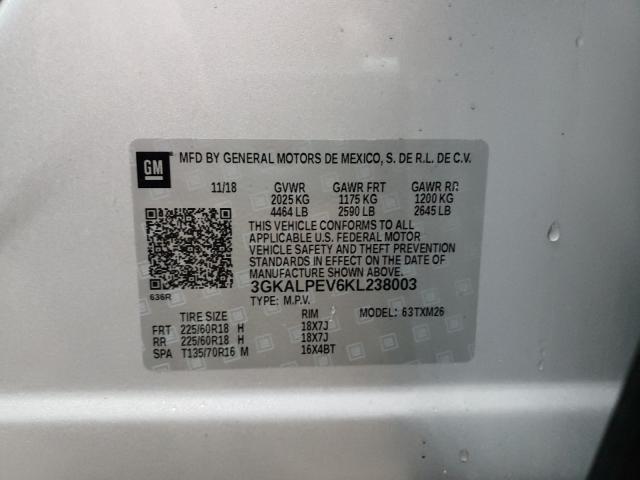 GM
MFD BY GENERAL MOTORS DE MEXICO, S. DE R.L. DE C.V.
11/18 GVWR GAWR FRT GAWR RR
2025 KG 1175 KG 1200 KG
4464 LB 2590 LB 2645 LB
THIS VEHICLE CONFORMS TO ALL
APPLICABLE U.S. FEDERAL MOTOR
VEHICLE SAFETY AND THEFT PREVENTION
STANDARDS IN EFFECT ON THE DATE OF
MANUFACTURE SHOWN ABOVE.
3GKALPEV6KL238003
636R
TYPE: M.P.V.
TIRE SIZE RIM MODEL: 63TXM26
FRT 225/60R18 H 18X7J
RR 225/60R18 H 18X7J
SPA T135/70R16 M 16X4BT